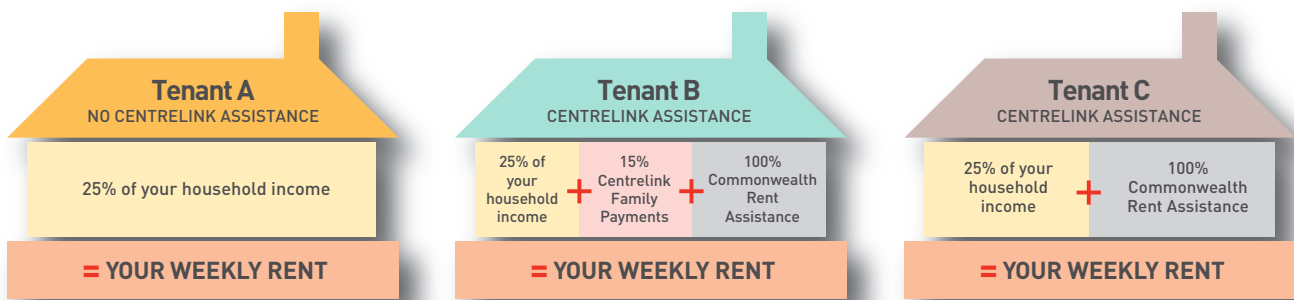 Tenant A
NO CENTRELINK ASSISTANCE
25% of your household income
= YOUR WEEKLY RENT
Tenant B
CENTRELINK ASSISTANCE
25% of
your
household
income
+
15%
Centrelink
Family
Payments
+
100%
Commonwealth
Rent
Assistance
= YOUR WEEKLY RENT
Tenant C
CENTRELINK ASSISTANCE
25% of your
household
income
+
100%
Commonwealth
Rent Assistance
= YOUR WEEKLY RENT